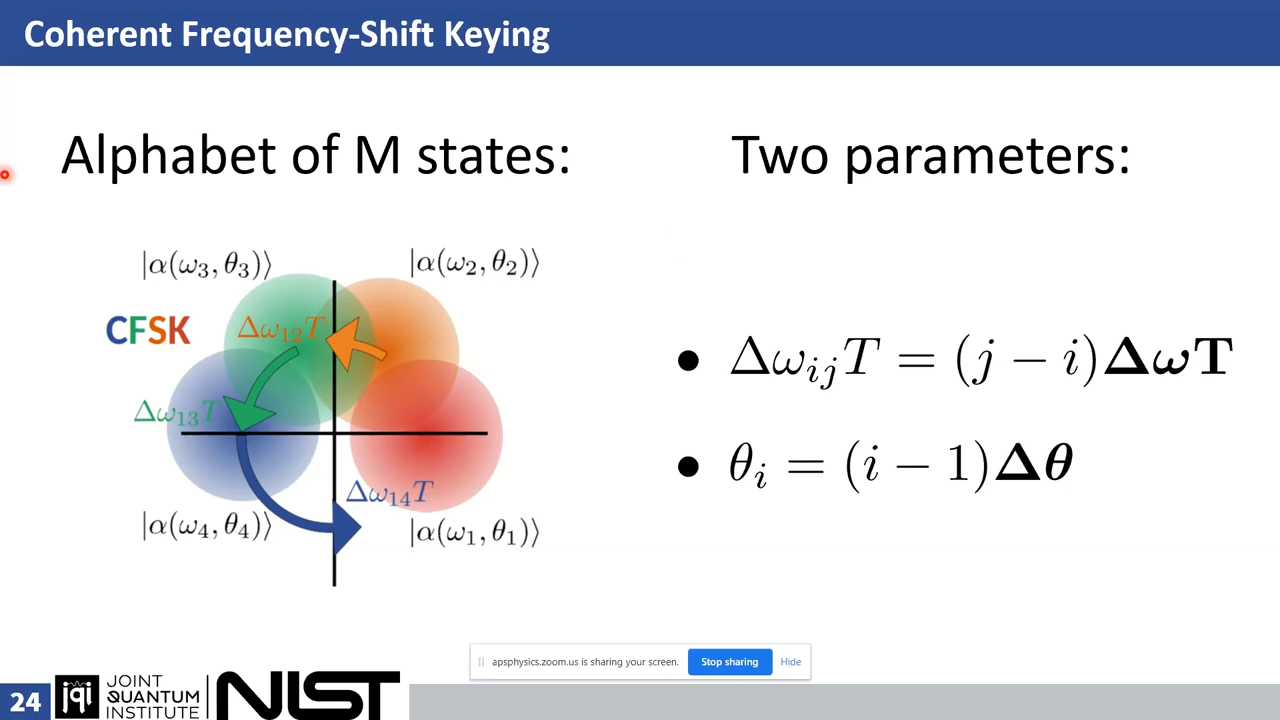 Coherent Frequency-Shift Keying
Alphabet of M states:
Two parameters:
|α(ω₃, θ₃)⟩
|α(ω₂, θ₂)⟩
CFSK
Δω₁₂T
Δω₁₃T
Δω₁₄T
|α(ω₄, θ₄)⟩
|α(ω₁, θ₁)⟩
• ΔωᵢⱼT = (j − i)ΔωT
• θᵢ = (i − 1)Δθ
apsphysics.zoom.us is sharing your screen.
Stop sharing
Hide
24
jqi
JOINT
QUANTUM
INSTITUTE
NIST